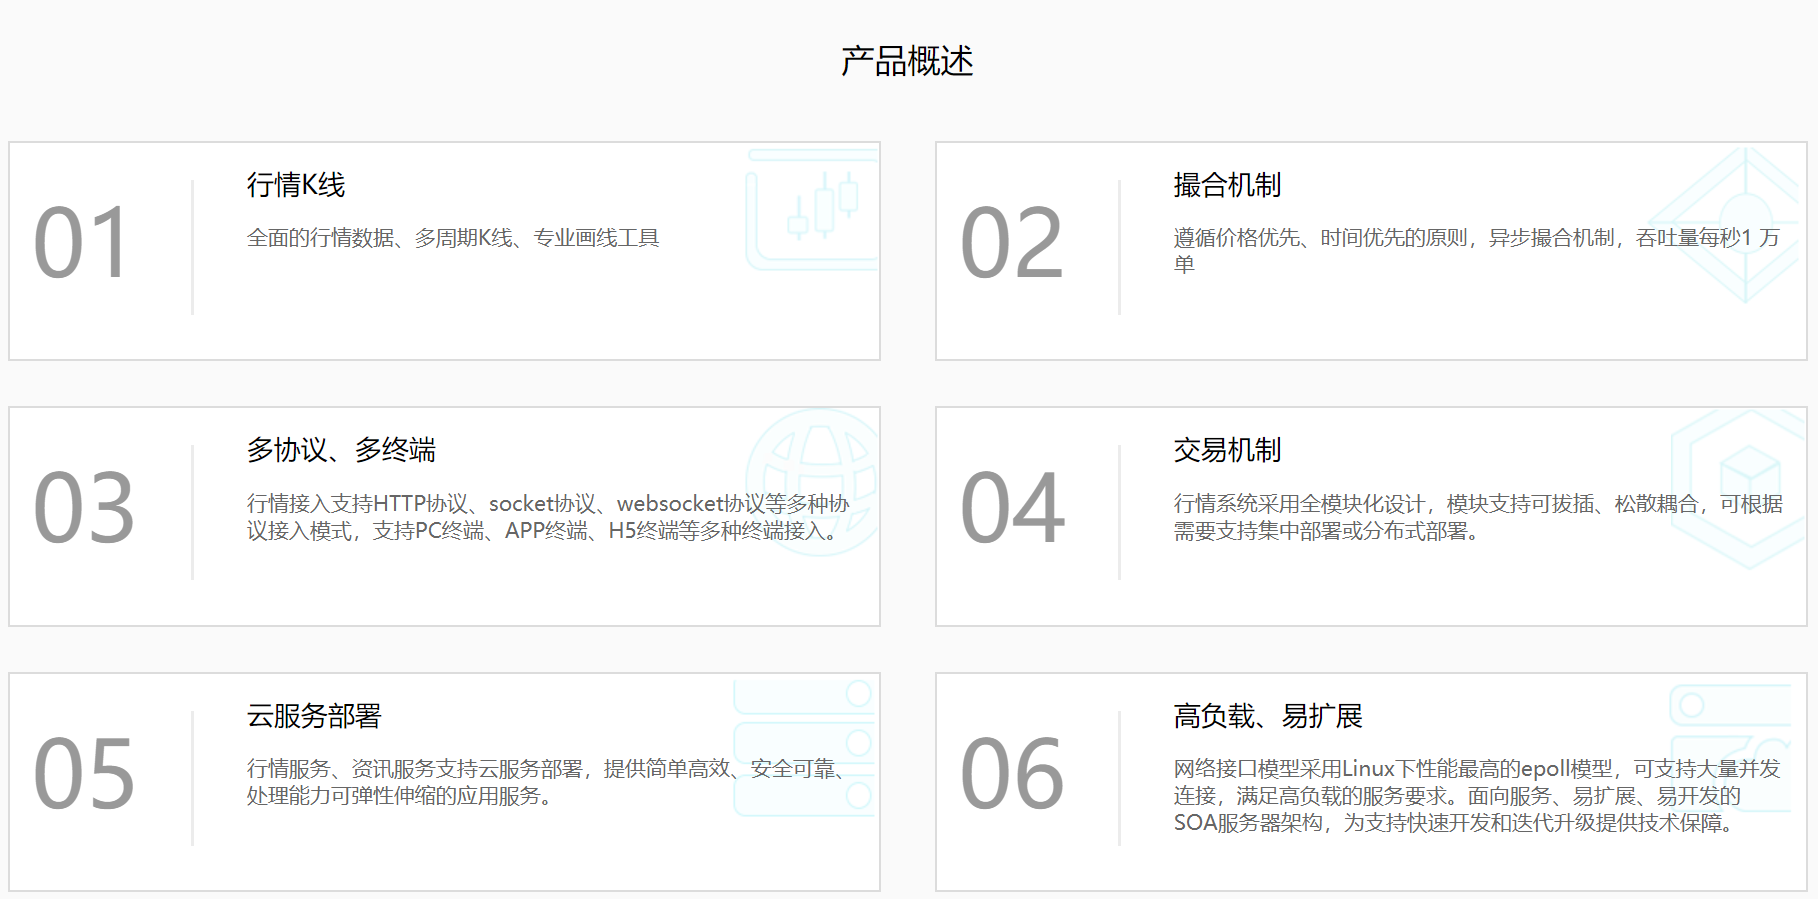 产品概述
01
行情K线
全面的行情数据、多周期K线、专业画线工具
02
撮合机制
遵循价格优先、时间优先的原则，异步撮合机制，吞吐量每秒1 万
单
03
多协议、多终端
行情接入支持HTTP协议、socket协议、websocket协议等多种协
议接入模式，支持PC终端、APP终端、H5终端等多种终端接入。
04
交易机制
行情系统采用全模块化设计，模块支持可拔插、松散耦合，可根据
需要支持集中部署或分布式部署。
05
云服务部署
行情服务、资讯服务支持云服务部署，提供简单高效、安全可靠、
处理能力可弹性伸缩的应用服务。
06
高负载、易扩展
网络接口模型采用Linux下性能最高的epoll模型，可支持大量并发
连接，满足高负载的服务要求。面向服务、易扩展、易开发的
SOA服务器架构，为支持快速开发和迭代升级提供技术保障。